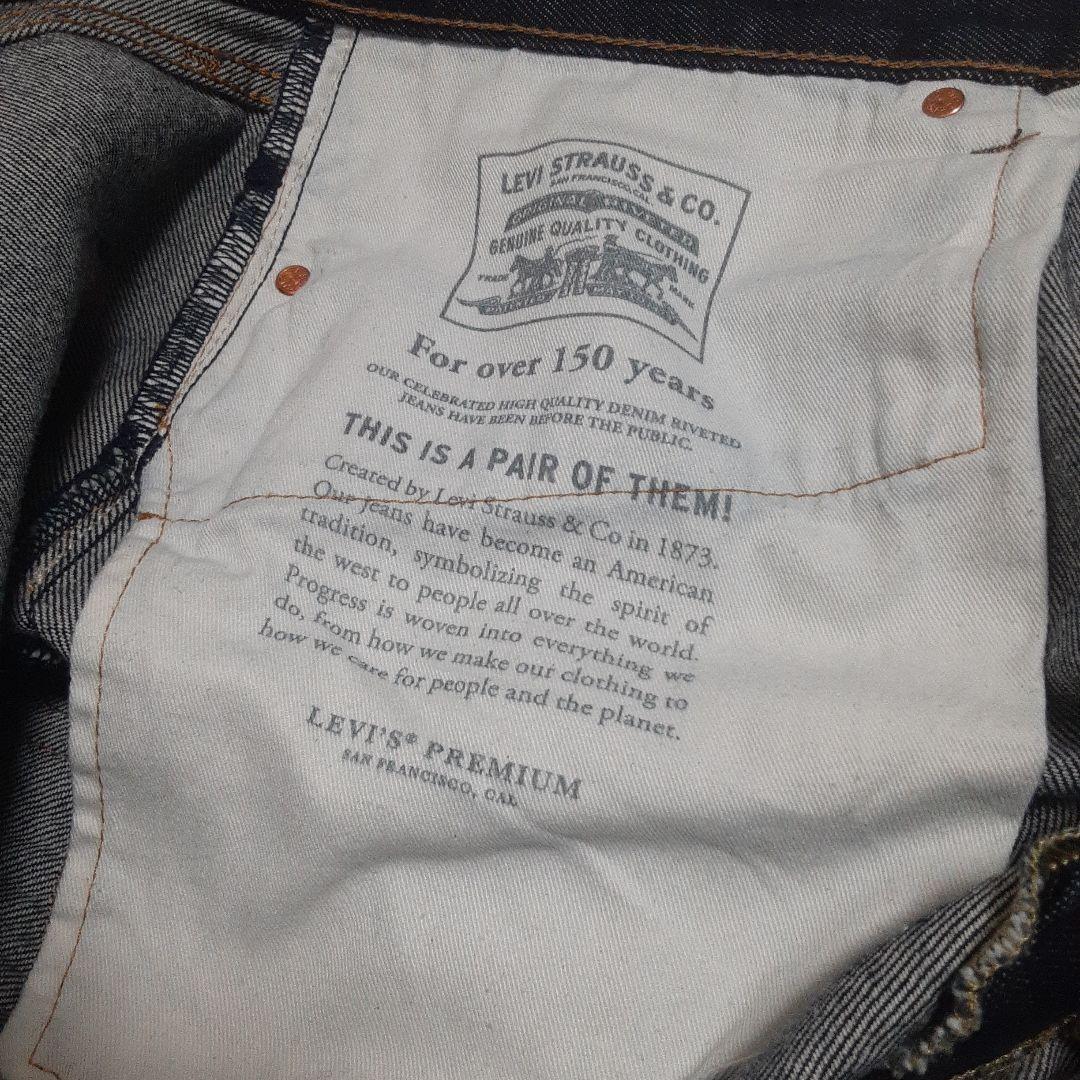 LEVI STRAUSS & CO.
SAN FRANCISCO, CAL.
GENUINE QUALITY CLOTHING
TRADE MARK
For over 150 years
OUR CELEBRATED HIGH QUALITY DENIM RIVETED
JEANS HAVE BEEN BEFORE THE PUBLIC.
THIS IS A PAIR OF THEM!
Created by Levi Strauss & Co in 1873.
Our jeans have become an American
tradition, symbolizing the spirit of
the west to people all over the world.
Progress is woven into everything we
do, from how we make our clothing to
how we care for people and the planet.
LEVI'S® PREMIUM
SAN FRANCISCO, CAL